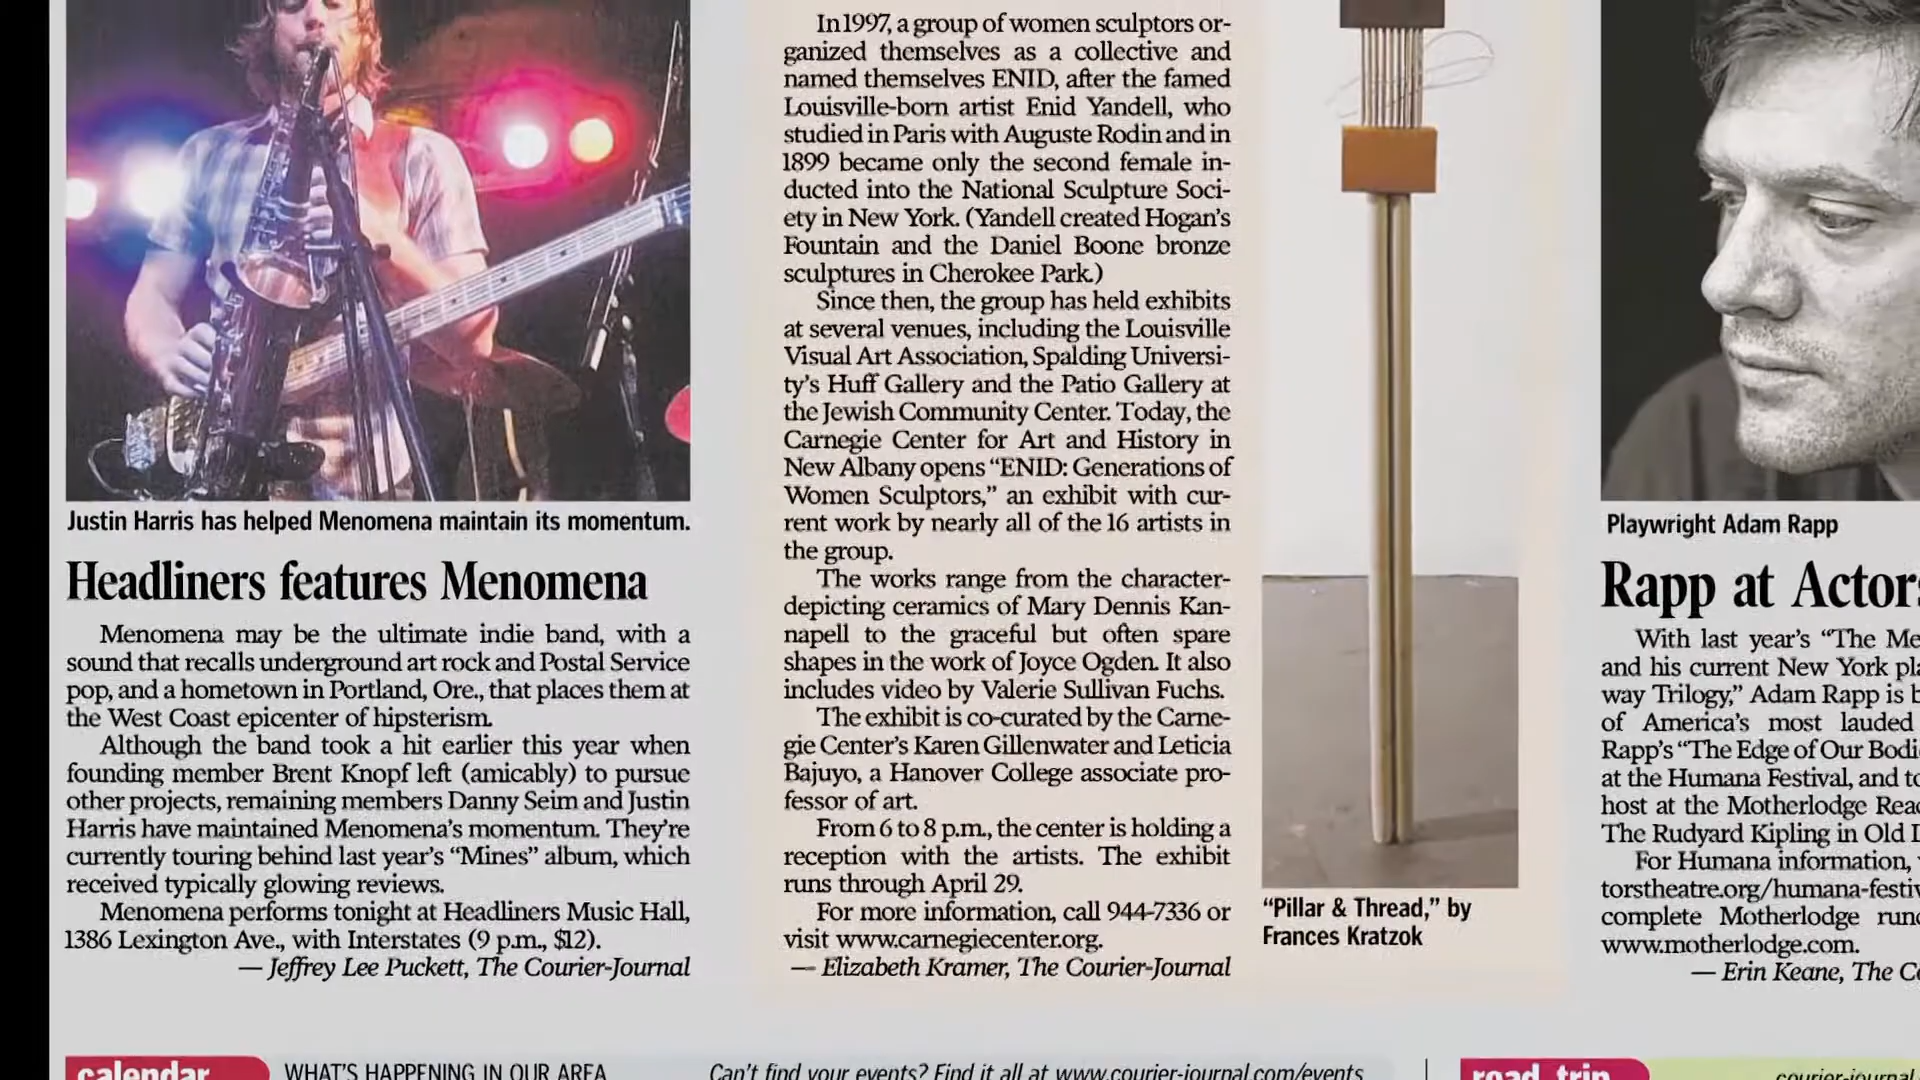 Justin Harris has helped Menomena maintain its momentum.
Headliners features Menomena
Menomena may be the ultimate indie band, with a
sound that recalls underground art rock and Postal Service
pop, and a hometown in Portland, Ore., that places them at
the West Coast epicenter of hipsterism.
Although the band took a hit earlier this year when
founding member Brent Knopf left (amicably) to pursue
other projects, remaining members Danny Seim and Justin
Harris have maintained Menomena's momentum. They're
currently touring behind last year's “Mines” album, which
received typically glowing reviews.
Menomena performs tonight at Headliners Music Hall,
1386 Lexington Ave., with Interstates (9 p.m., $12).
— Jeffrey Lee Puckett, The Courier-Journal
In 1997, a group of women sculptors or-
ganized themselves as a collective and
named themselves ENID, after the famed
Louisville-born artist Enid Yandell, who
studied in Paris with Auguste Rodin and in
1899 became only the second female in-
ducted into the National Sculpture Soci-
ety in New York. (Yandell created Hogan's
Fountain and the Daniel Boone bronze
sculptures in Cherokee Park.)
Since then, the group has held exhibits
at several venues, including the Louisville
Visual Art Association, Spalding Universi-
ty's Huff Gallery and the Patio Gallery at
the Jewish Community Center. Today, the
Carnegie Center for Art and History in
New Albany opens “ENID: Generations of
Women Sculptors,” an exhibit with cur-
rent work by nearly all of the 16 artists in
the group.
The works range from the character-
depicting ceramics of Mary Dennis Kan-
napell to the graceful but often spare
shapes in the work of Joyce Ogden. It also
includes video by Valerie Sullivan Fuchs.
The exhibit is co-curated by the Carne-
gie Center's Karen Gillenwater and Leticia
Bajuyo, a Hanover College associate pro-
fessor of art.
From 6 to 8 p.m., the center is holding a
reception with the artists. The exhibit
runs through April 29.
For more information, call 944-7336 or
visit www.carnegiecenter.org.
— Elizabeth Kramer, The Courier-Journal
“Pillar & Thread,” by
Frances Kratzok
Playwright Adam Rapp
Rapp at Actors
With last year's “The Me
and his current New York pla
way Trilogy,” Adam Rapp is b
of America's most lauded
Rapp's “The Edge of Our Bodi
at the Humana Festival, and to
host at the Motherlodge Rea
The Rudyard Kipling in Old L
For Humana information, v
torstheatre.org/humana-festiv
complete Motherlodge rund
www.motherlodge.com.
— Erin Keane, The Co
calendar WHAT'S HAPPENING IN OUR AREA Can't find your events? Find it all at www.courier-journal.com/events
road trip courier-journal